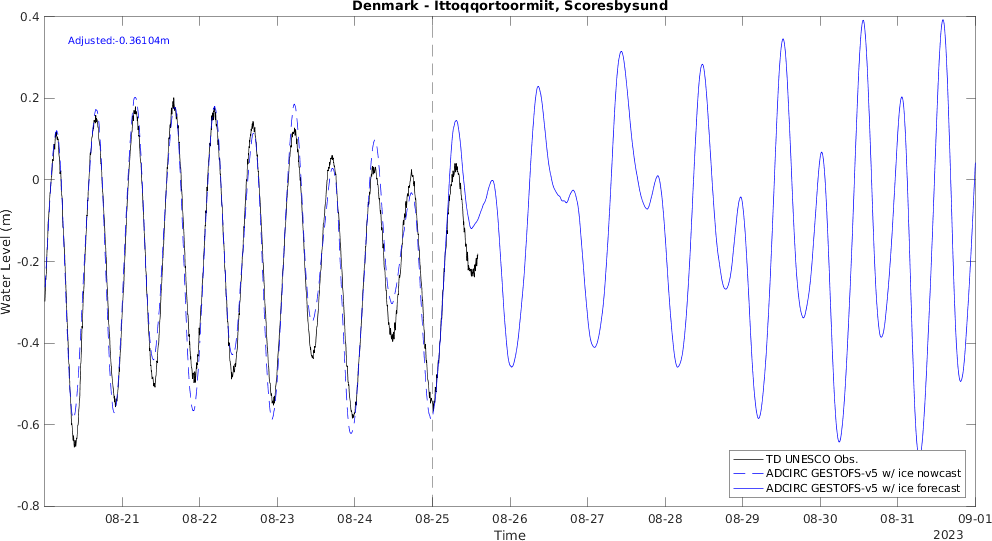 Denmark - Ittoqqortoormiit, Scoresbysund
Adjusted:-0.36104m
0.4
0.2
0
-0.2
-0.4
-0.6
-0.8
Water Level (m)
TD UNESCO Obs.
ADCIRC GESTOFS-v5 w/ ice nowcast
ADCIRC GESTOFS-v5 w/ ice forecast
08-21 08-22 08-23 08-24 08-25 08-26 08-27 08-28 08-29 08-30 08-31 09-01
Time
2023